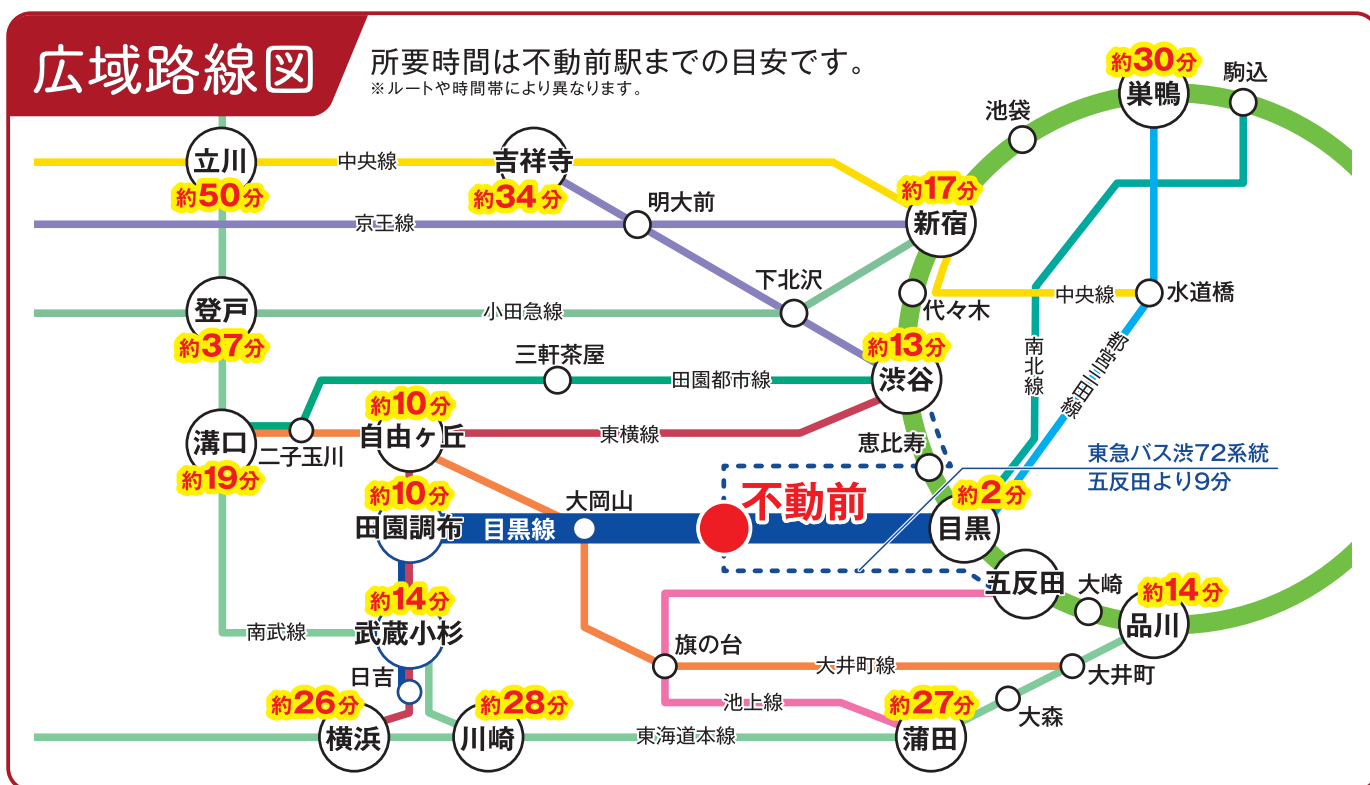 広域路線図
所要時間は不動前駅までの目安です。
※ルートや時間帯により異なります。
約30分
巣鴨
駒込
池袋
立川
約50分
中央線
吉祥寺
約34分
約17分
新宿
京王線
明大前
下北沢
代々木
中央線
水道橋
登戸
約37分
小田急線
約13分
渋谷
南北線
都営三田線
三軒茶屋
田園都市線
約10分
自由ヶ丘
東横線
溝口
約19分
二子玉川
恵比寿
東急バス渋72系統
五反田より9分
約10分
田園調布
目黒線
大岡山
不動前
約2分
目黒
五反田
大崎
約14分
品川
約14分
武蔵小杉
南武線
旗の台
大井町線
大井町
日吉
池上線
大森
約26分
横浜
約28分
川崎
東海道本線
約27分
蒲田